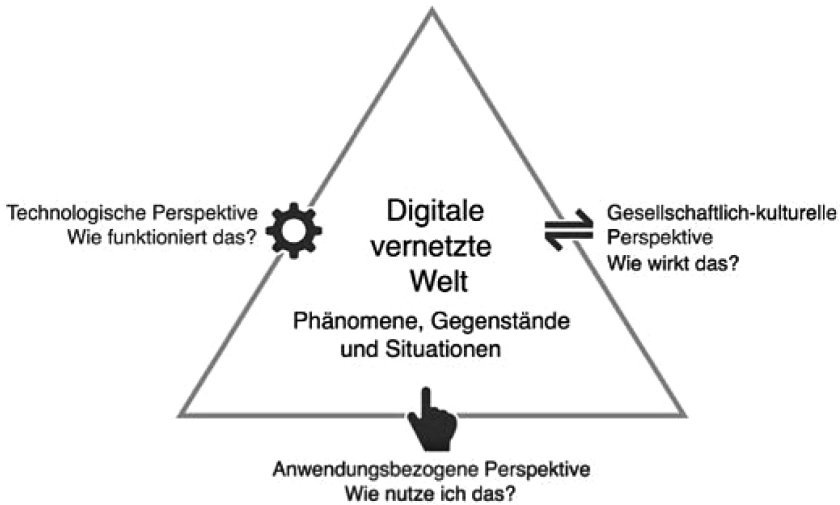 Technologische Perspektive
Wie funktioniert das?
Digitale
vernetzte
Welt
Phänomene, Gegenstände
und Situationen
Gesellschaftlich-kulturelle
Perspektive
Wie wirkt das?
Anwendungsbezogene Perspektive
Wie nutze ich das?